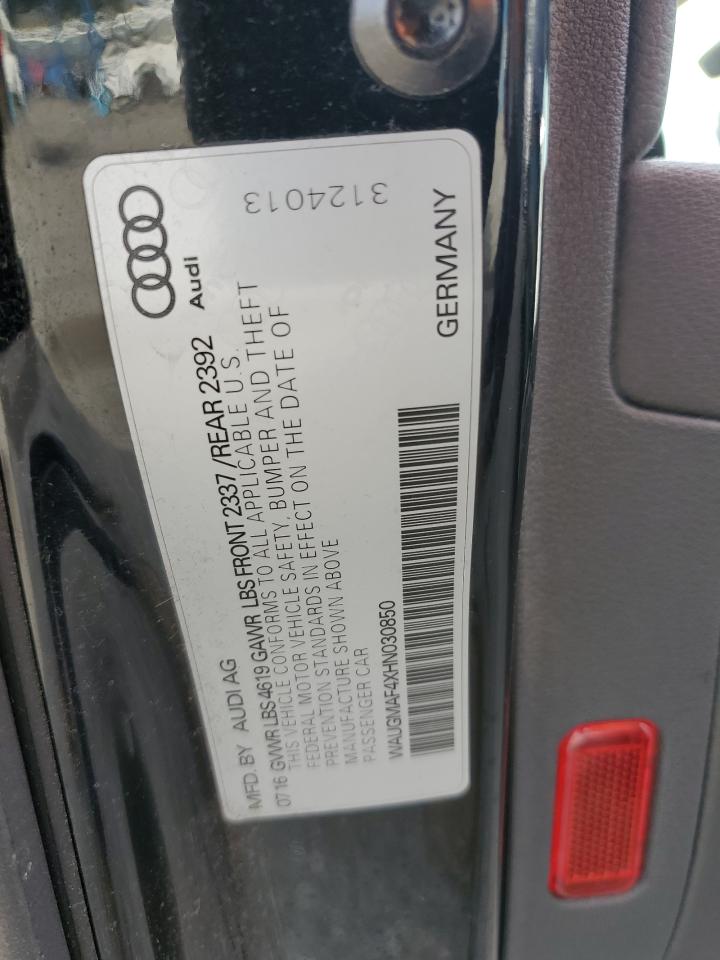 MFD. BY AUDI AG
Audi
0716 GVWR LBS 4619 GAWR LBS FRONT 2337 / REAR 2392
THIS VEHICLE CONFORMS TO ALL APPLICABLE U.S.
FEDERAL MOTOR VEHICLE SAFETY, BUMPER AND THEFT
PREVENTION STANDARDS IN EFFECT ON THE DATE OF
MANUFACTURE SHOWN ABOVE
PASSENGER CAR
WAUGMAF4XHN030850
GERMANY
3124013